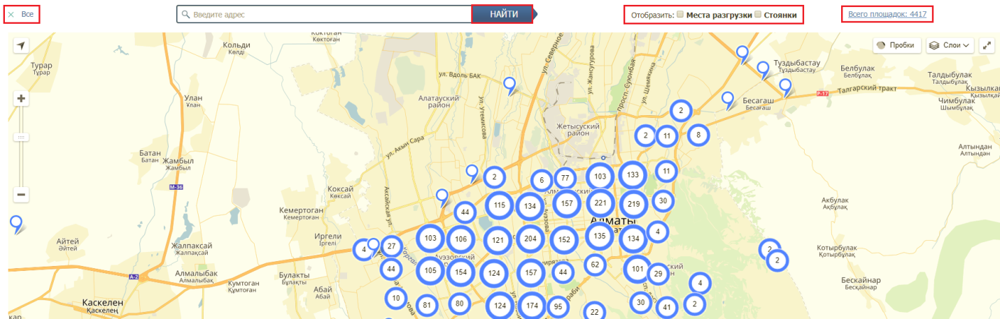 × Все
Введите адрес
НАЙТИ
Отобразить: Места разгрузки Стоянки
Всего площадок: 4417
Коктоган
Көктоған
Кольди
Көлді
Турар
Тұрар
ул. Северное
Пробки
Слои
Туздыбастау
Тұздыбастау
Белбулак
Белбұлақ
Талдыбулак
Талдыбұлақ
ул. Вдоль БАК
ул. Жансугурова
просп. Суюнбая
ул. Шемякина
Р-17
Талгарский тракт
Улан
Ұлан
Алатауский
район
ул. Утемисова
Бесагаш
Бесағаш
Чимбулак
Шымбұлақ
2
Жетысуский
район
2
11
8
ул. Акын Сара
Батан
Батан
Жамбыл
Жамбыл
Алтындан
Алтындән
М-36
2
6
77
103
133
11
Коксай
Көксай
Аксайская ул.
Кемертоган
Кемертоған
44
115
134
157
221
219
30
Акбулак
Ақбұлақ
Алматы
Иргели
Іргелі
103
106
121
204
152
135
134
4
Айтей
Әйтей
Жалпаксай
Жалпақсай
4
27
Ауэзовский
2
2
Котырбулак
Қотырбұлақ
А-2
Алмалыбак
Алмалыбақ
Кумтоган
Құмтоған
Булакты
Бұлақты
44
105
154
124
157
44
62
101
29
4
Бескайнар
Бесқайнар
Абай
Абай
Каскелен
Қаскелең
10
81
80
124
174
95
22
30
41
2